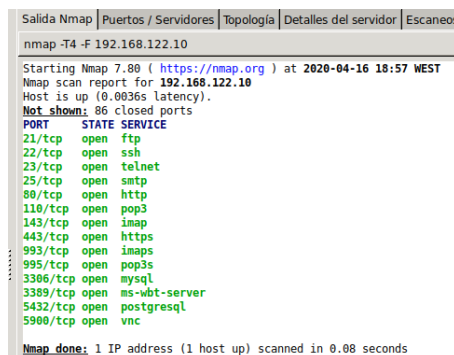 Salida Nmap Puertos / Servidores Topología Detalles del servidor Escaneos
nmap -T4 -F 192.168.122.10
Starting Nmap 7.80 ( https://nmap.org ) at 2020-04-16 18:57 WEST
Nmap scan report for 192.168.122.10
Host is up (0.0036s latency).
Not shown: 86 closed ports
PORT STATE SERVICE
21/tcp open ftp
22/tcp open ssh
23/tcp open telnet
25/tcp open smtp
80/tcp open http
110/tcp open pop3
143/tcp open imap
443/tcp open https
993/tcp open imaps
995/tcp open pop3s
3306/tcp open mysql
3389/tcp open ms-wbt-server
5432/tcp open postgresql
5900/tcp open vnc
Nmap done: 1 IP address (1 host up) scanned in 0.08 seconds